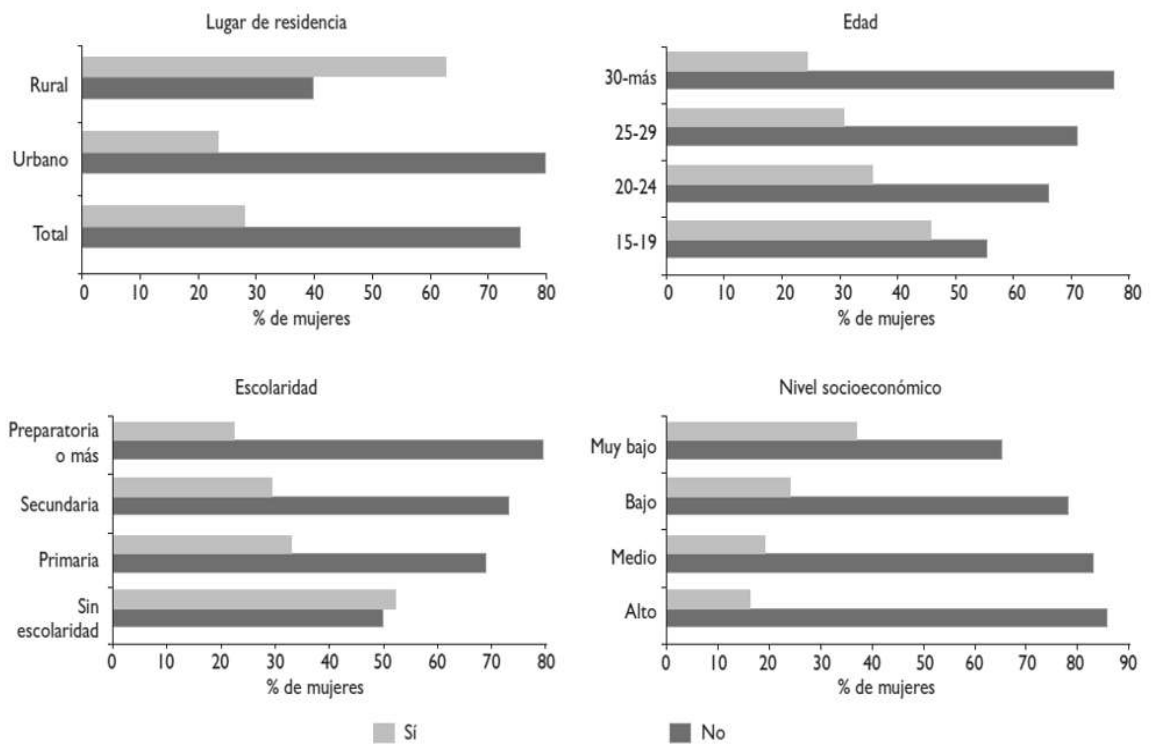 Lugar de residencia
Rural
Urbano
Total
0 10 20 30 40 50 60 70 80
% de mujeres
Edad
30-más
25-29
20-24
15-19
0 10 20 30 40 50 60 70 80
% de mujeres
Escolaridad
Preparatoria
o más
Secundaria
Primaria
Sin
escolaridad
0 10 20 30 40 50 60 70 80
% de mujeres
Nivel socioeconómico
Muy bajo
Bajo
Medio
Alto
0 10 20 30 40 50 60 70 80 90
% de mujeres
Sí No